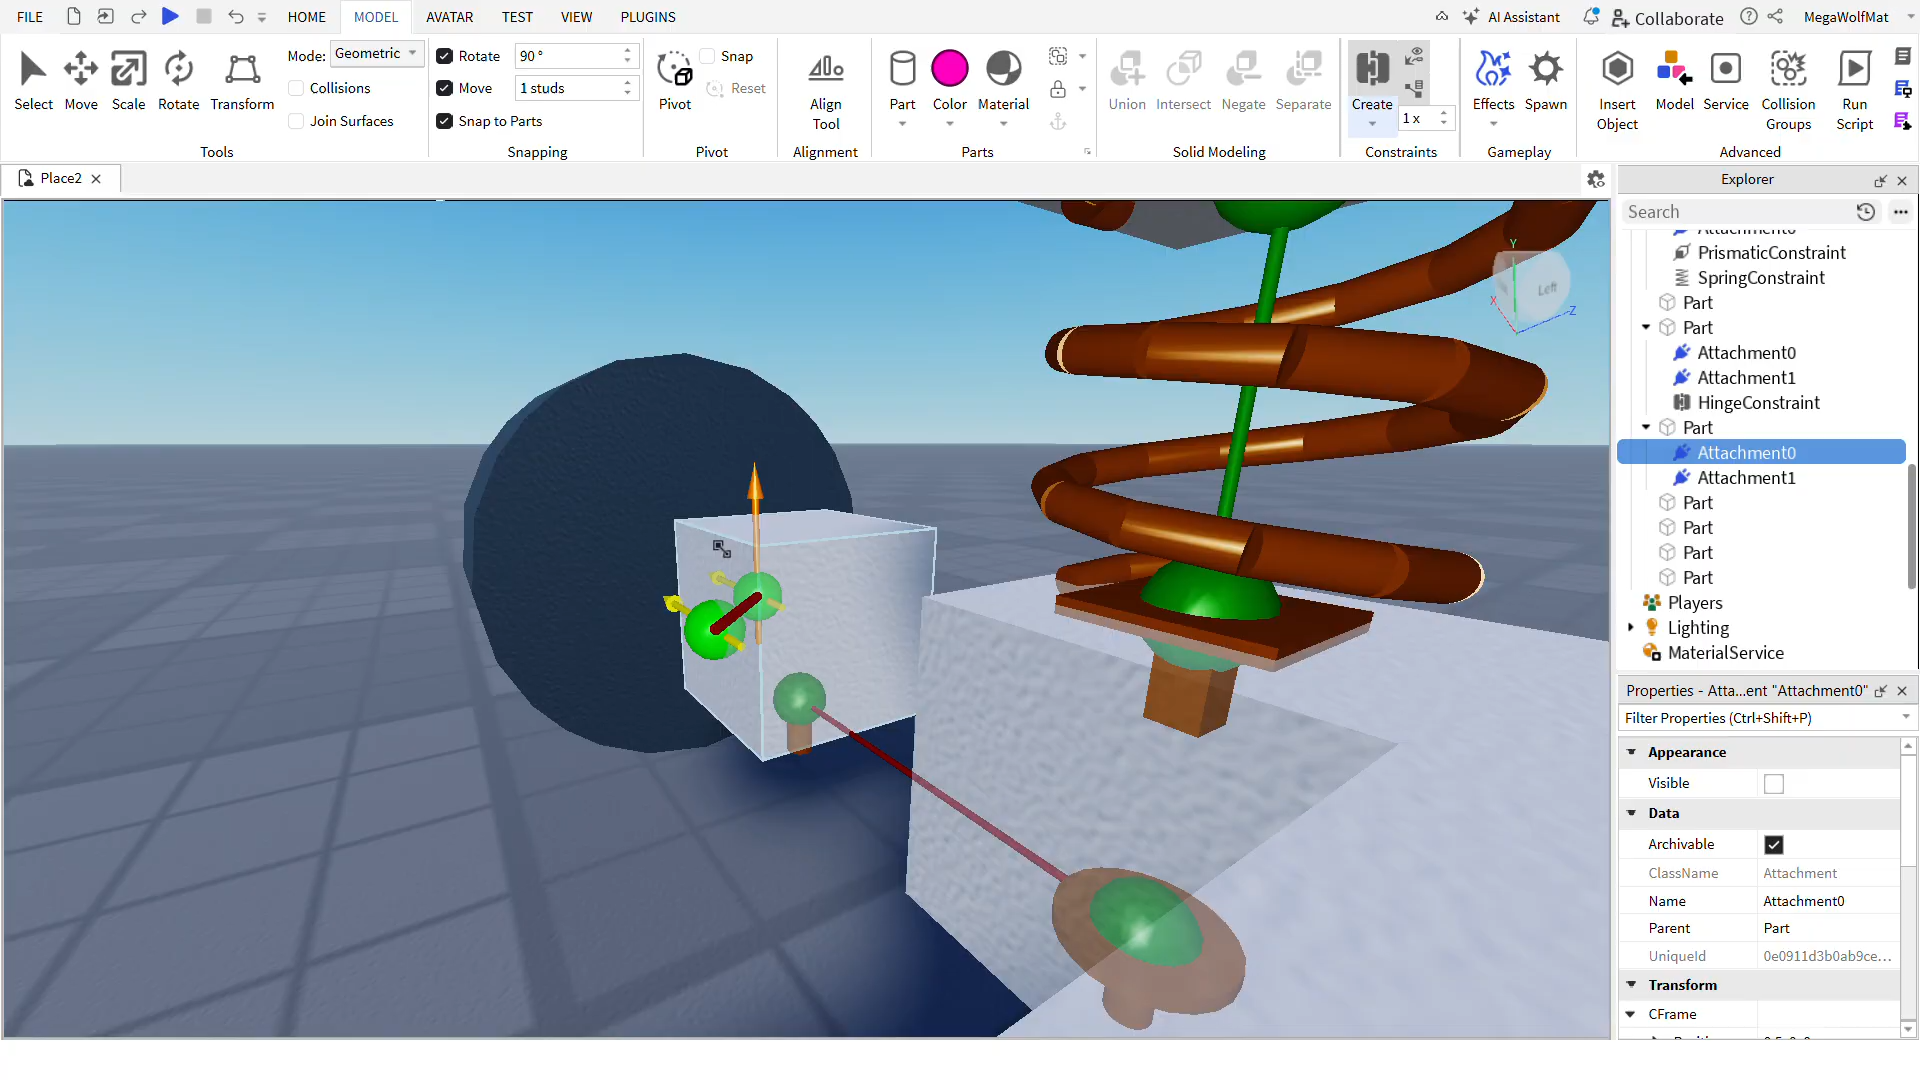 FILE HOME MODEL AVATAR TEST VIEW PLUGINS AI Assistant Collaborate MegaWolfMat
Mode: Geometric Rotate 90 ° Snap
Collisions Move 1 studs Reset
Join Surfaces Snap to Parts
Select Move Scale Rotate Transform Pivot Align Tool Part Color Material Union Intersect Negate Separate Create 1 x Effects Spawn Insert Object Model Service Collision Groups Run Script
Tools Snapping Pivot Alignment Parts Solid Modeling Constraints Gameplay Advanced
Place2
Explorer
Search
Attachment0
PrismaticConstraint
SpringConstraint
Part
Part
Attachment0
Attachment1
HingeConstraint
Part
Attachment0
Attachment1
Part
Part
Part
Part
Players
Lighting
MaterialService
Y
Left
X
Z
Properties - Atta...ent "Attachment0"
Filter Properties (Ctrl+Shift+P)
Appearance
Visible
Data
Archivable
ClassName Attachment
Name Attachment0
Parent Part
UniqueId 0e0911d3b0ab9ce...
Transform
CFrame